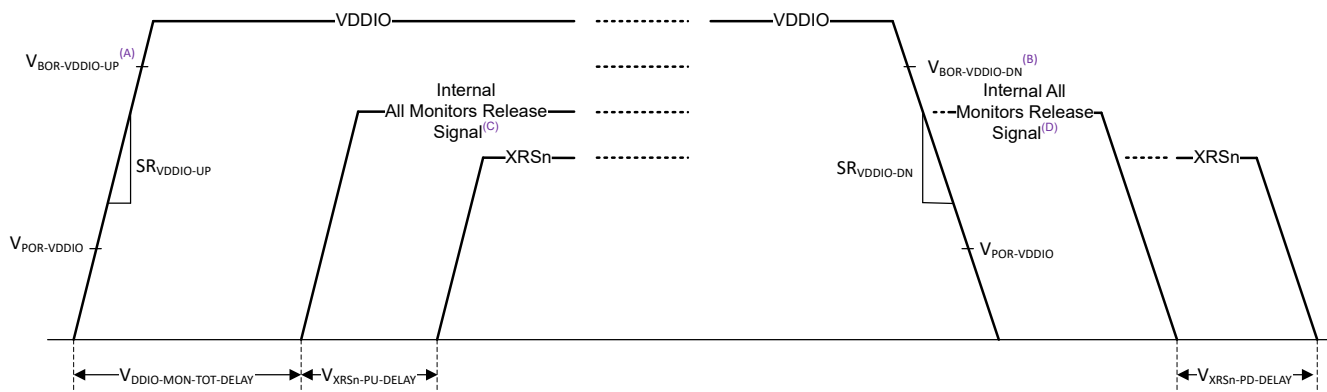 VDDIO
VDDIO
VBOR-VDDIO-UP(A)
VBOR-VDDIO-DN(B)
Internal
All Monitors Release
Signal(C)
Internal All
Monitors Release
Signal(D)
XRSn
XRSn
SRVDDIO-UP
SRVDDIO-DN
VPOR-VDDIO
VPOR-VDDIO
VDDIO-MON-TOT-DELAY
VXRSn-PU-DELAY
VXRSn-PD-DELAY